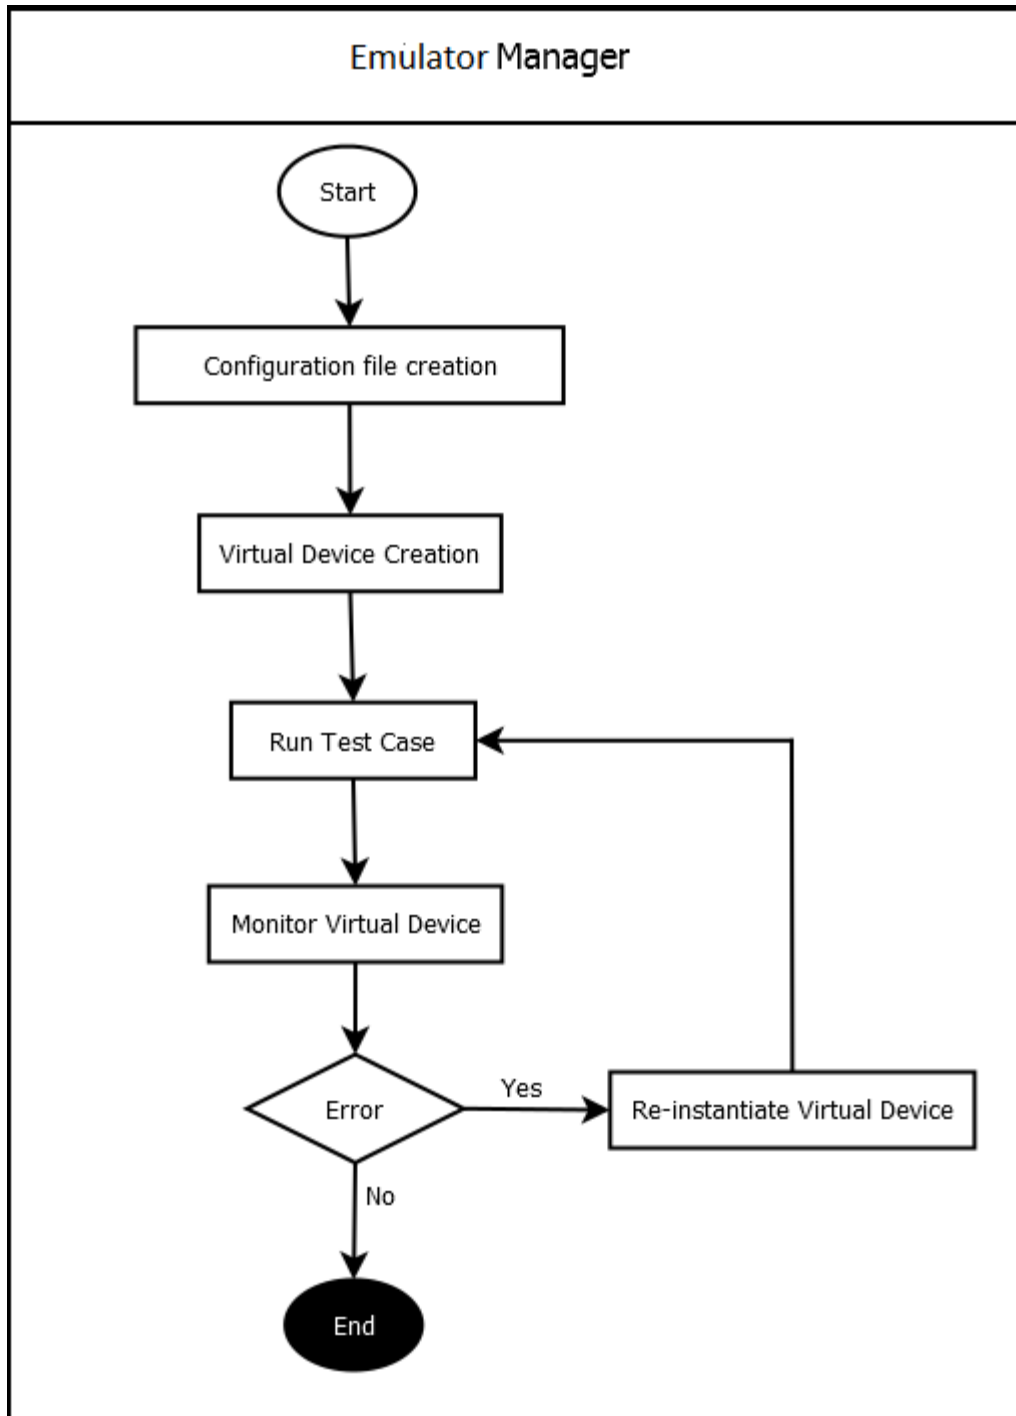 Emulator Manager
Start
Configuration file creation
Virtual Device Creation
Run Test Case
Monitor Virtual Device
Error
Yes
Re-instantiate Virtual Device
No
End